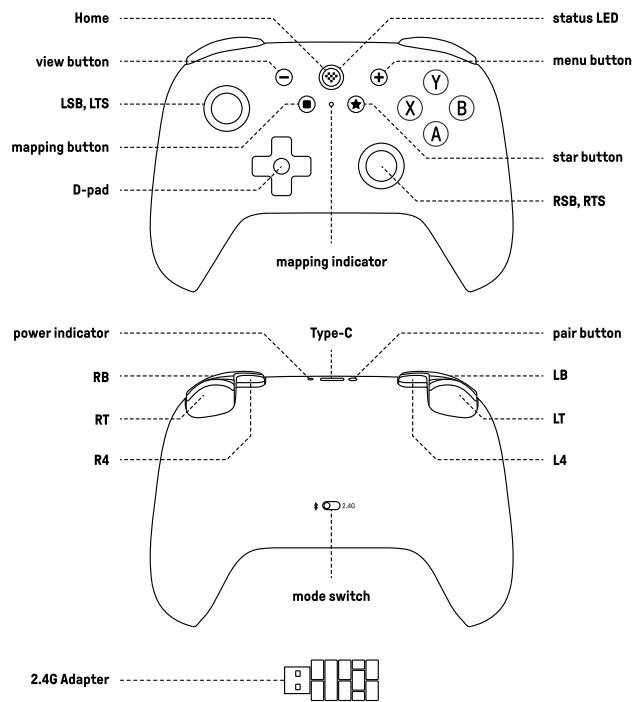 Home
status LED
view button
menu button
LSB, LTS
Y
X
B
A
mapping button
star button
D-pad
RSB, RTS
mapping indicator
power indicator
Type-C
pair button
RB
LB
RT
LT
R4
L4
2.4G
mode switch
2.4G Adapter